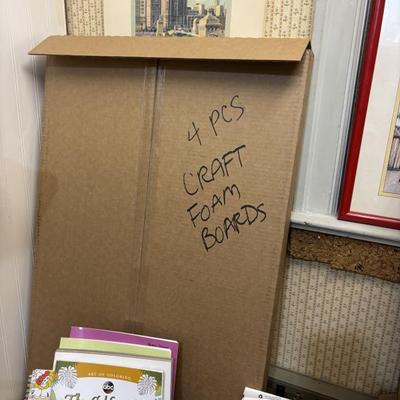 4 PCS
CRAFT
FOAM
BOARDS
ART OF COLORING
abc